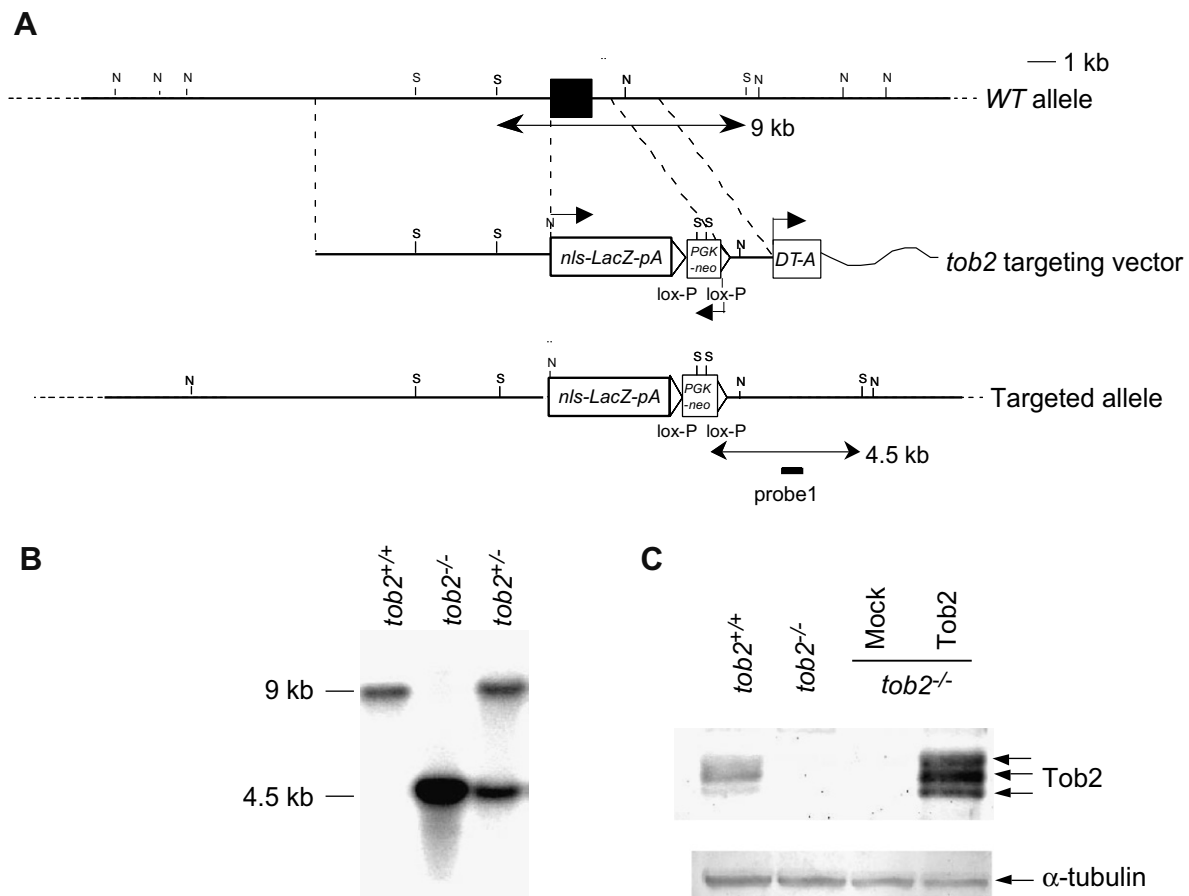 A
1 kb
N N N S S N S N N N
WT allele
9 kb
S S N S S N
nls-LacZ-pA PGK -neo DT-A
tob2 targeting vector
lox-P lox-P
N S S N S S N S N
nls-LacZ-pA PGK -neo
Targeted allele
lox-P lox-P
4.5 kb
probe1
B
tob2+/+ tob2-/- tob2+/-
9 kb
4.5 kb
C
tob2+/+ tob2-/- Mock Tob2
tob2-/-
Tob2
α-tubulin